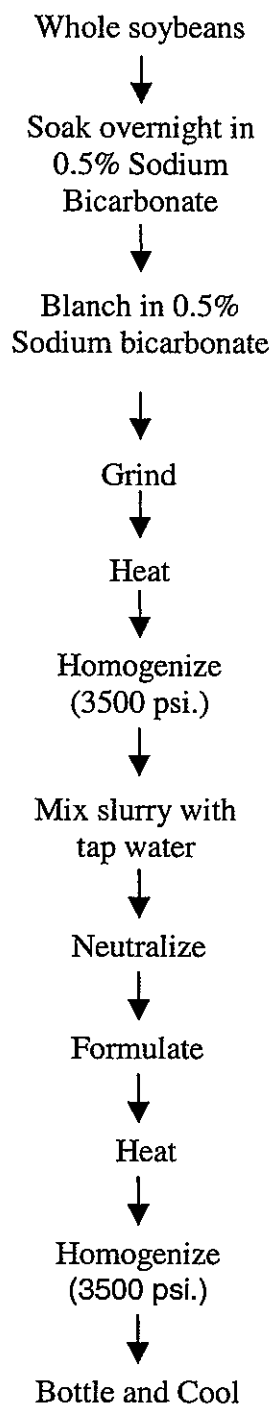 Whole soybeans
Soak overnight in
0.5% Sodium
Bicarbonate
Blanch in 0.5%
Sodium bicarbonate
Grind
Heat
Homogenize
(3500 psi.)
Mix slurry with
tap water
Neutralize
Formulate
Heat
Homogenize
(3500 psi.)
Bottle and Cool